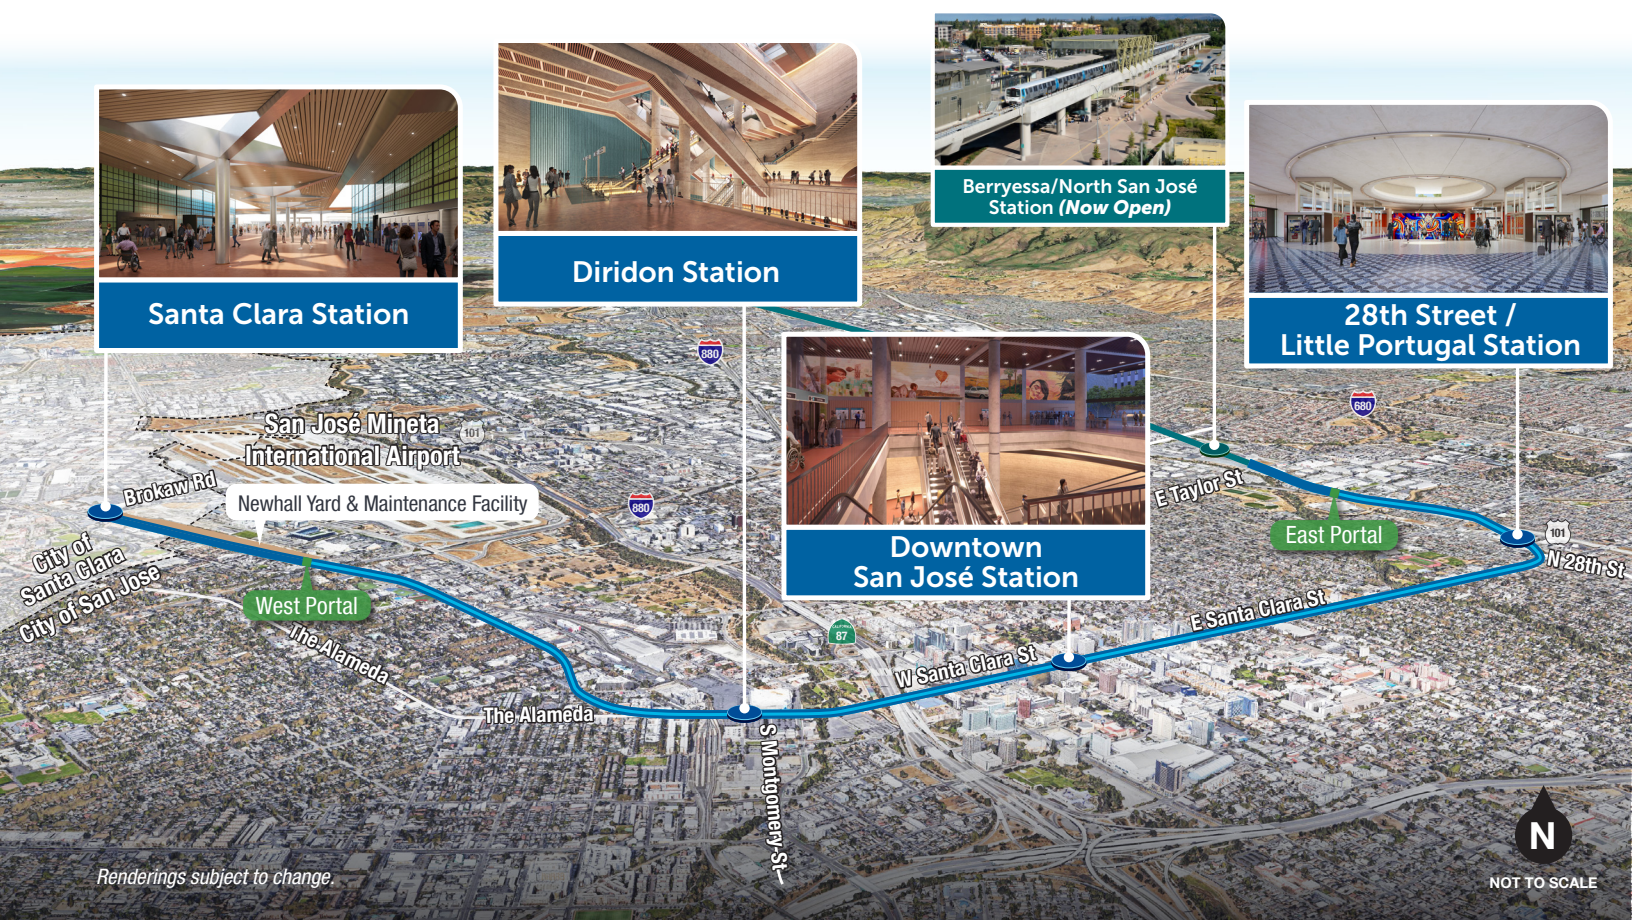 Berryessa/North San José
Station (Now Open)
Diridon Station
Santa Clara Station
28th Street /
Little Portugal Station
880
680
San José Mineta
International Airport
101
Brokaw Rd
Newhall Yard & Maintenance Facility
880
E Taylor St
East Portal
101
N 28th St
Downtown
San José Station
City of
Santa Clara
City of San Jose
West Portal
The Alameda
CALIFORNIA
87
E Santa Clara St
W Santa Clara St
The Alameda
S Montgomery St
N
NOT TO SCALE
Renderings subject to change.